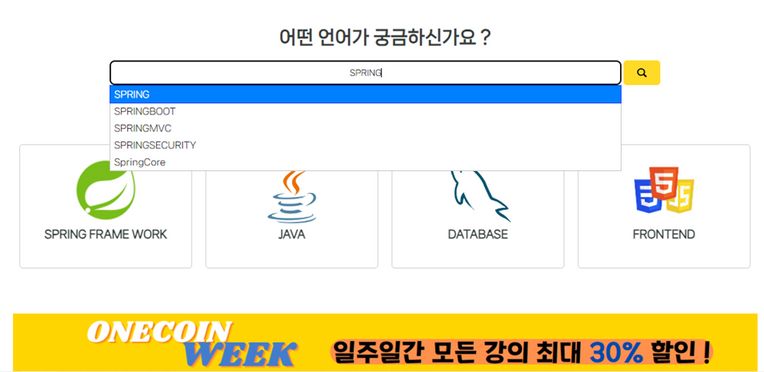 어떤 언어가 궁금하신가요 ?
SPRING
SPRING
SPRINGBOOT
SPRINGMVC
SPRINGSECURITY
SpringCore
5
JS
SPRING FRAME WORK
JAVA
DATABASE
FRONTEND
ONECOIN
WEEK
일주일간 모든 강의 최대 30% 할인 !